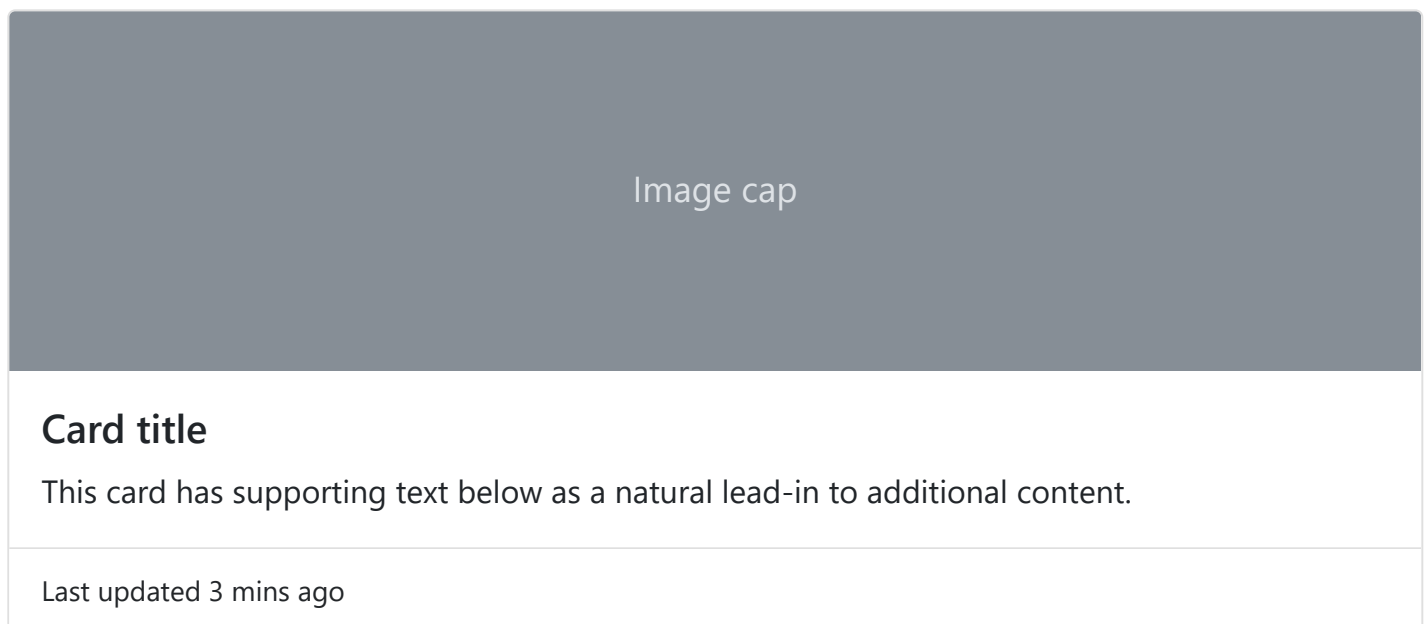 Image cap
Card title
This card has supporting text below as a natural lead-in to additional content.
Last updated 3 mins ago